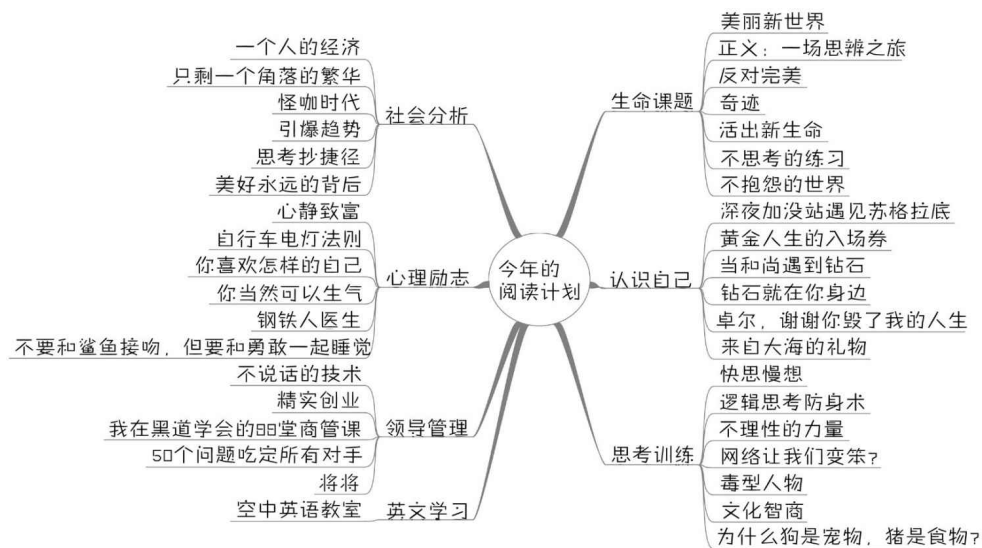 今年的
阅读计划
社会分析
一个人的经济
只剩一个角落的繁华
怪咖时代
引爆趋势
思考抄捷径
美好永远的背后
心理励志
心静致富
自行车电灯法则
你喜欢怎样的自己
你当然可以生气
钢铁人医生
不要和鲨鱼接吻，但要和勇敢一起睡觉
领导管理
不说话的技术
精实创业
我在黑道学会的88堂商管课
50个问题吃定所有对手
将将
英文学习
空中英语教室
生命课题
美丽新世界
正义：一场思辨之旅
反对完美
奇迹
活出新生命
不思考的练习
不抱怨的世界
认识自己
深夜加没站遇见苏格拉底
黄金人生的入场券
当和尚遇到钻石
钻石就在你身边
卓尔，谢谢你毁了我的人生
来自大海的礼物
思考训练
快思慢想
逻辑思考防身术
不理性的力量
网络让我们变笨？
毒型人物
文化智商
为什么狗是宠物，猪是食物？